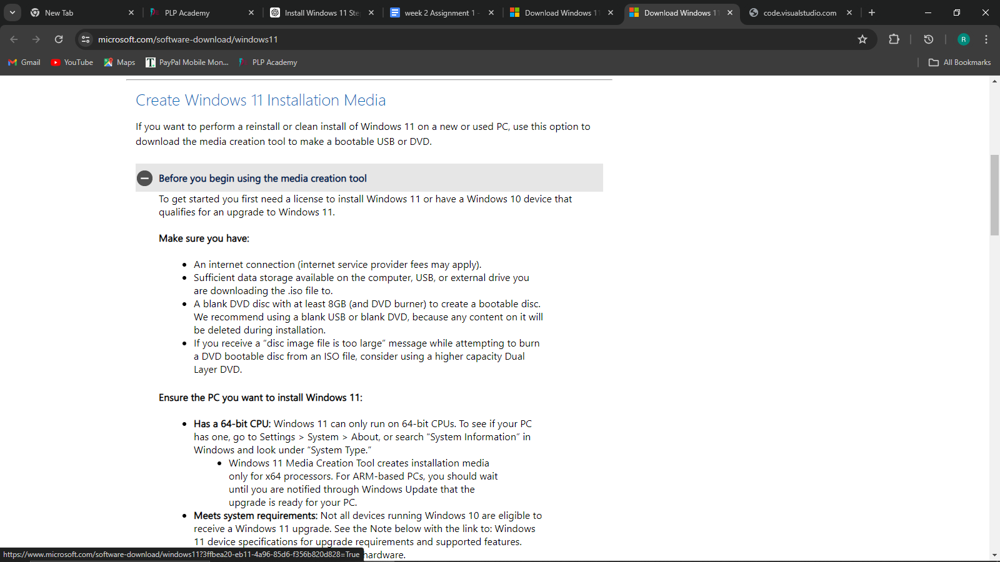 New Tab
PLP Academy
Install Windows 11 Ste
week 2 Assignment 1 -
Download Windows 11
Download Windows 11
code.visualstudio.com
microsoft.com/software-download/windows11
R
Gmail
YouTube
Maps
T
PayPal Mobile Mon...
PLP Academy
All Bookmarks
Create Windows 11 Installation Media
If you want to perform a reinstall or clean install of Windows 11 on a new or used PC, use this option to
download the media creation tool to make a bootable USB or DVD.
Before you begin using the media creation tool
To get started you first need a license to install Windows 11 or have a Windows 10 device that
qualifies for an upgrade to Windows 11.
Make sure you have:
• An internet connection (internet service provider fees may apply).
• Sufficient data storage available on the computer, USB, or external drive you
are downloading the .iso file to.
• A blank DVD disc with at least 8GB (and DVD burner) to create a bootable disc.
We recommend using a blank USB or blank DVD, because any content on it will
be deleted during installation.
• If you receive a “disc image file is too large” message while attempting to burn
a DVD bootable disc from an ISO file, consider using a higher capacity Dual
Layer DVD.
Ensure the PC you want to install Windows 11:
• Has a 64-bit CPU: Windows 11 can only run on 64-bit CPUs. To see if your PC
has one, go to Settings > System > About, or search “System Information” in
Windows and look under “System Type.”
• Windows 11 Media Creation Tool creates installation media
only for x64 processors. For ARM-based PCs, you should wait
until you are notified through Windows Update that the
upgrade is ready for your PC.
• Meets system requirements: Not all devices running Windows 10 are eligible to
receive a Windows 11 upgrade. See the Note below with the link to: Windows
11 device specifications for upgrade requirements and supported features.
hardware.
https://www.microsoft.com/software-download/windows11?3ffbea20-eb11-4a96-85d6-f356b820d828=True